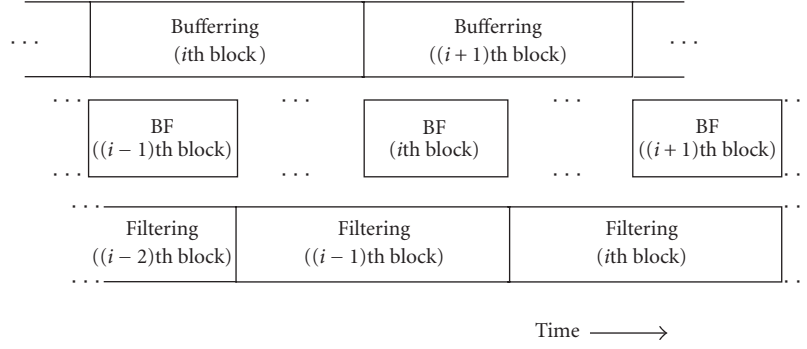 Bufferring Bufferring
... (ith block) ((i + 1)th block) ...
... ... ... ...
BF BF BF
((i − 1)th block) (ith block) ((i + 1)th block)
... ... ... ...
... ...
Filtering Filtering Filtering
((i − 2)th block) ((i − 1)th block) (ith block)
... ...
Time